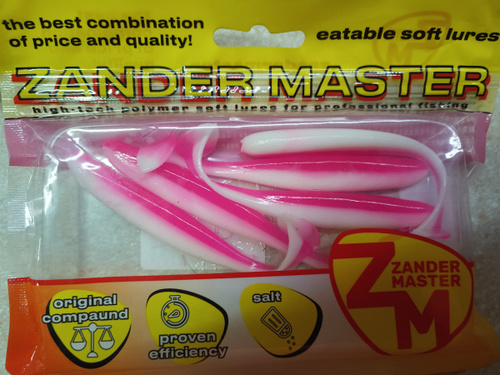 the best combination
of price and quality!
eatable soft lures
ZANDER MASTER
high-tech polymer soft lures for professional fishing
original
compaund
proven
efficiency
salt
ZM
ZANDER
MASTER